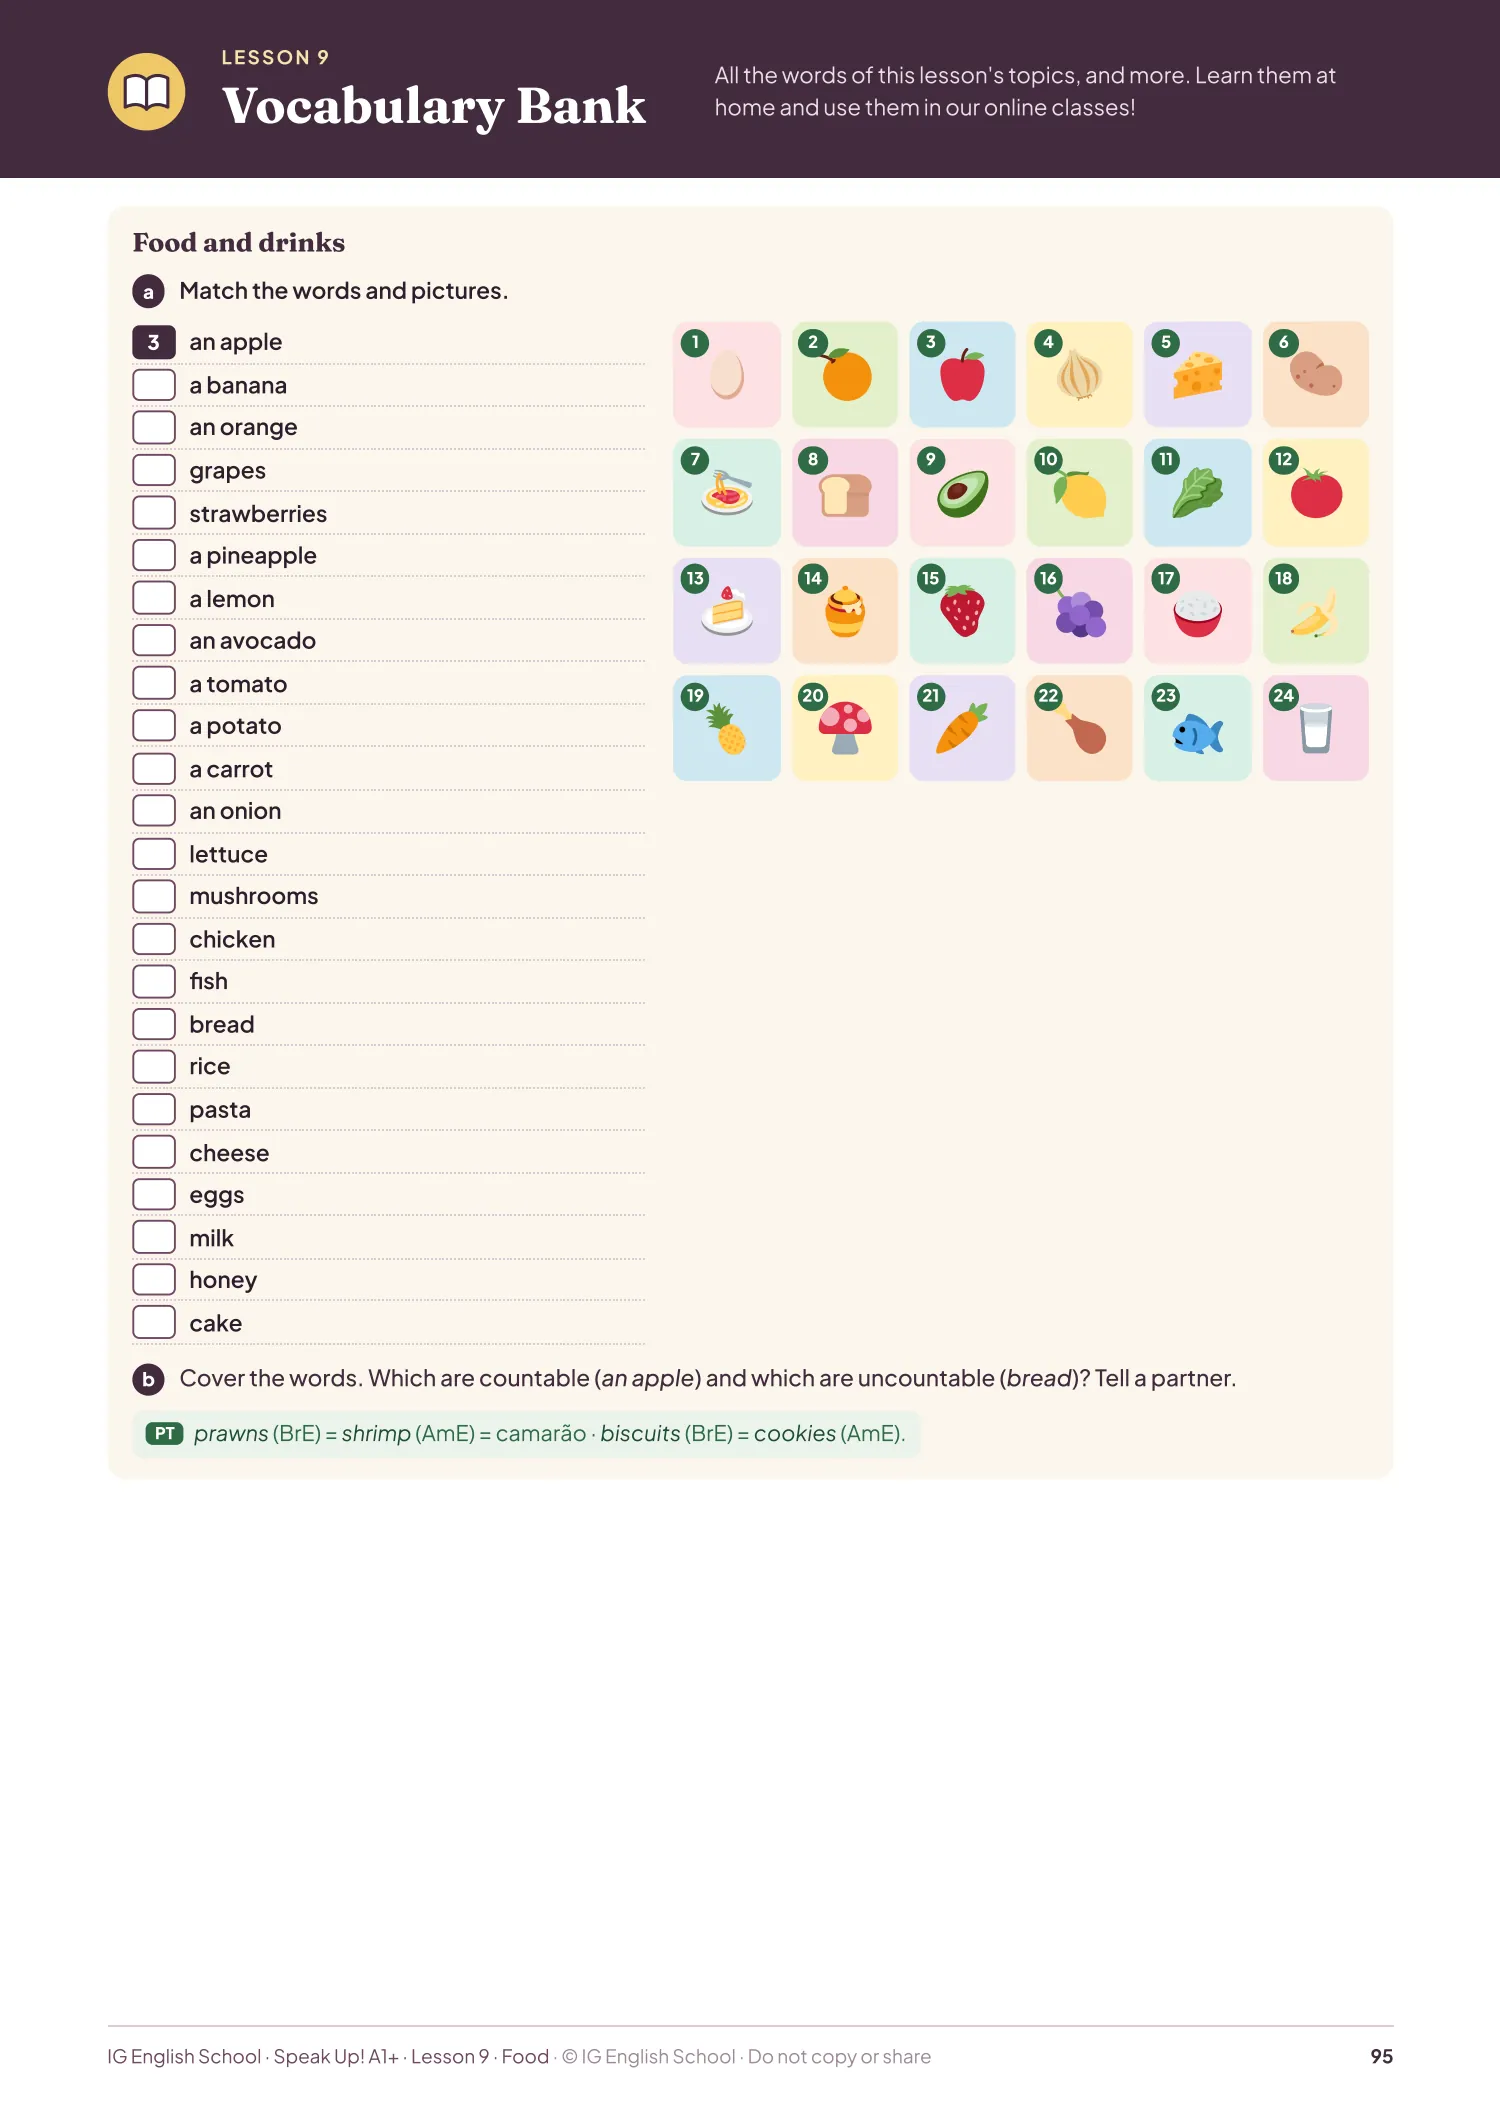 LESSON 9
Vocabulary Bank
All the words of this lesson's topics, and more. Learn them at
home and use them in our online classes!
Food and drinks
a Match the words and pictures.
3 an apple
a banana
an orange
grapes
strawberries
a pineapple
a lemon
an avocado
a tomato
a potato
a carrot
an onion
lettuce
mushrooms
chicken
fish
bread
rice
pasta
cheese
eggs
milk
honey
cake
1 2 3 4 5 6
7 8 9 10 11 12
13 14 15 16 17 18
19 20 21 22 23 24
b Cover the words. Which are countable (an apple) and which are uncountable (bread)? Tell a partner.
PT prawns (BrE) = shrimp (AmE) = camarão · biscuits (BrE) = cookies (AmE).
IG English School · Speak Up! A1+ · Lesson 9 · Food · © IG English School · Do not copy or share 95